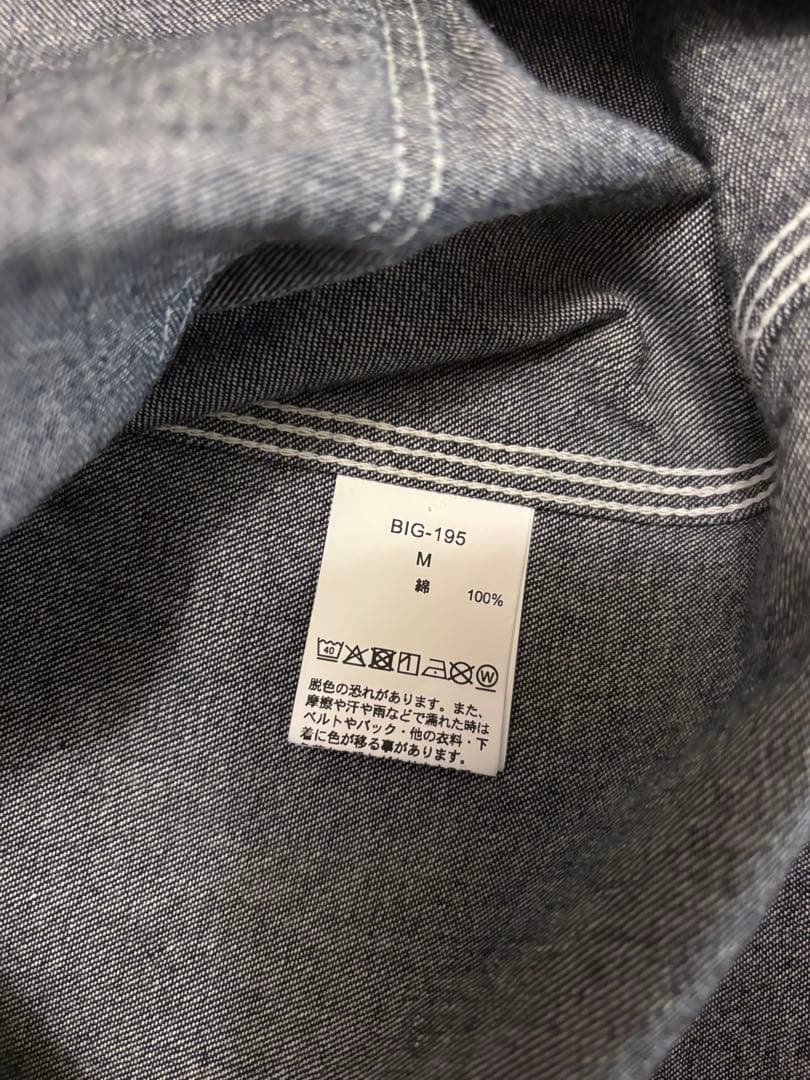 BIG-195
M
綿 100%
40 W
脱色の恐れがあります。また、
摩擦や汗や雨などで濡れた時は
ベルトやバック・他の衣料・下
着に色が移る事があります。